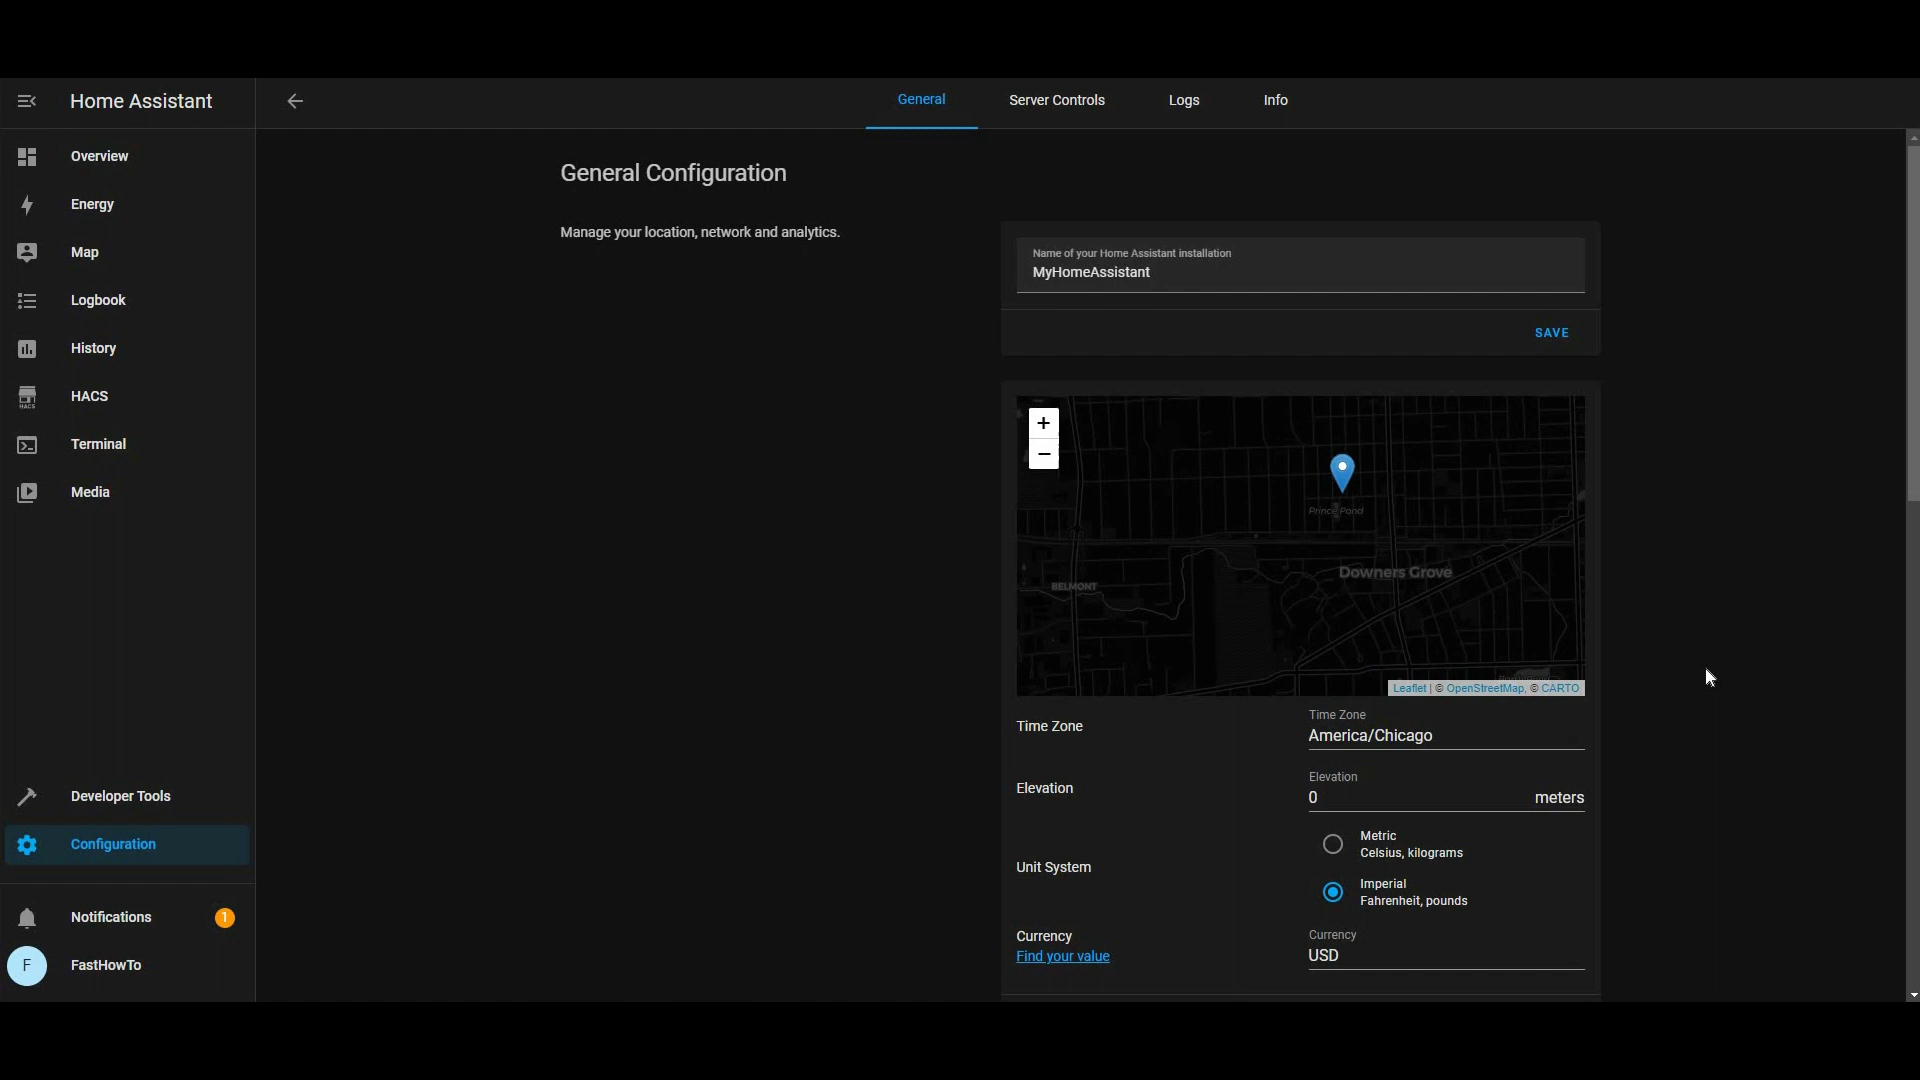 Home Assistant
General
Server Controls
Logs
Info
Overview
Energy
Map
Logbook
History
HACS
HACS
Terminal
Media
Developer Tools
Configuration
Notifications
1
F
FastHowTo
General Configuration
Manage your location, network and analytics.
Name of your Home Assistant installation
MyHomeAssistant
SAVE
+
−
Prince Pond
Downers Grove
BELMONT
Leaflet | © OpenStreetMap, © CARTO
Time Zone
Time Zone
America/Chicago
Elevation
Elevation
0
meters
Unit System
Metric
Celsius, kilograms
Imperial
Fahrenheit, pounds
Currency
Find your value
Currency
USD